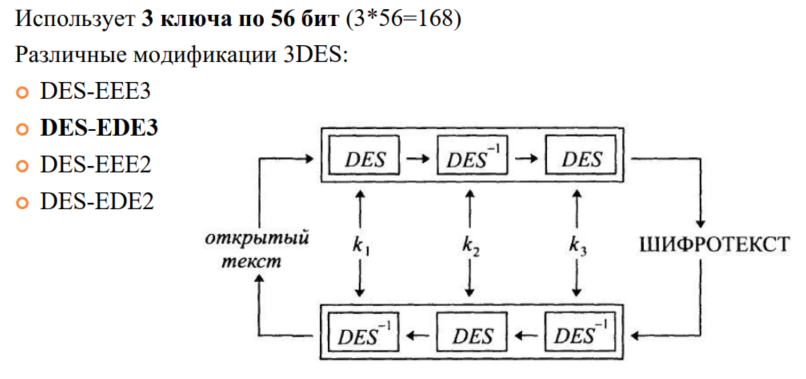 Использует 3 ключа по 56 бит (3*56=168)
Различные модификации 3DES:
DES-EEE3
DES-EDE3
DES-EEE2
DES-EDE2
DES DES⁻¹ DES
открытый
текст
k₁ k₂ k₃ ШИФРОТЕКСТ
DES⁻¹ DES DES⁻¹